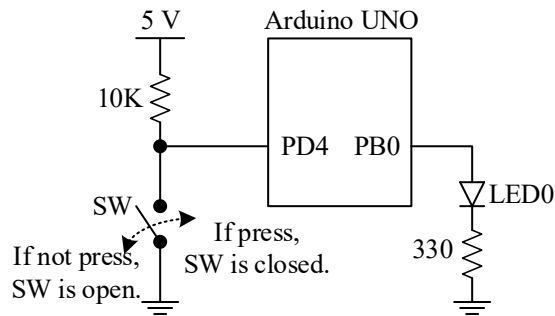 5 V
Arduino UNO
10K
PD4
PB0
SW
LED0
If not press,
SW is open.
If press,
SW is closed.
330